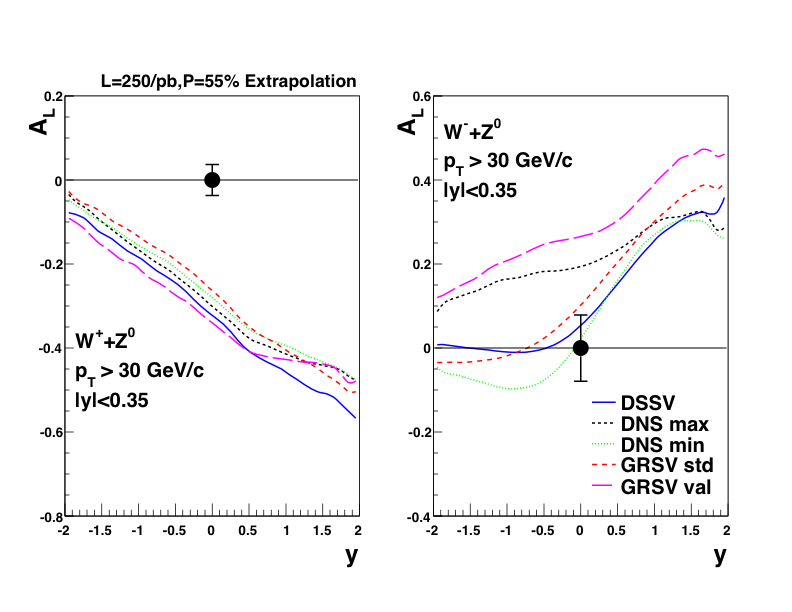 L=250/pb,P=55% Extrapolation
A_L
0.2
0
-0.2
-0.4
-0.6
-0.8
W⁺+Z⁰
p_T > 30 GeV/c
|y|<0.35
-2 -1.5 -1 -0.5 0 0.5 1 1.5 2
y
A_L
0.6
0.4
0.2
0
-0.2
-0.4
W⁻+Z⁰
p_T > 30 GeV/c
|y|<0.35
DSSV
DNS max
DNS min
GRSV std
GRSV val
-2 -1.5 -1 -0.5 0 0.5 1 1.5 2
y